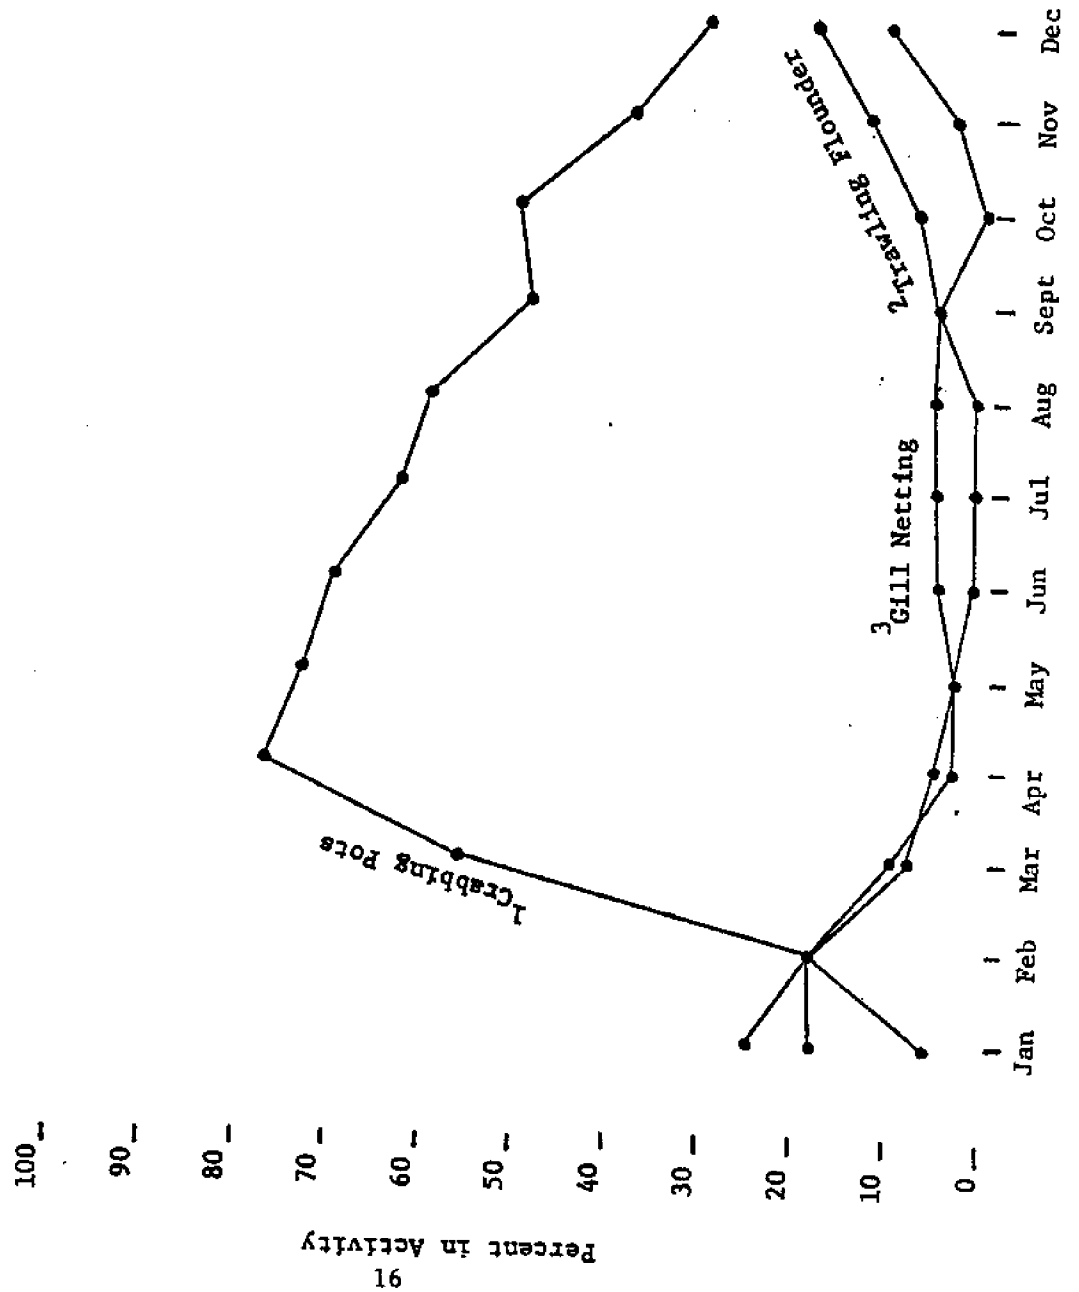 100
90
80
70
60
50
40
30
20
10
0
Percent in Activity
1Crabbing Pots
2Trawling Flounder
3Gill Netting
Jan Feb Mar Apr May Jun Jul Aug Sept Oct Nov Dec
16